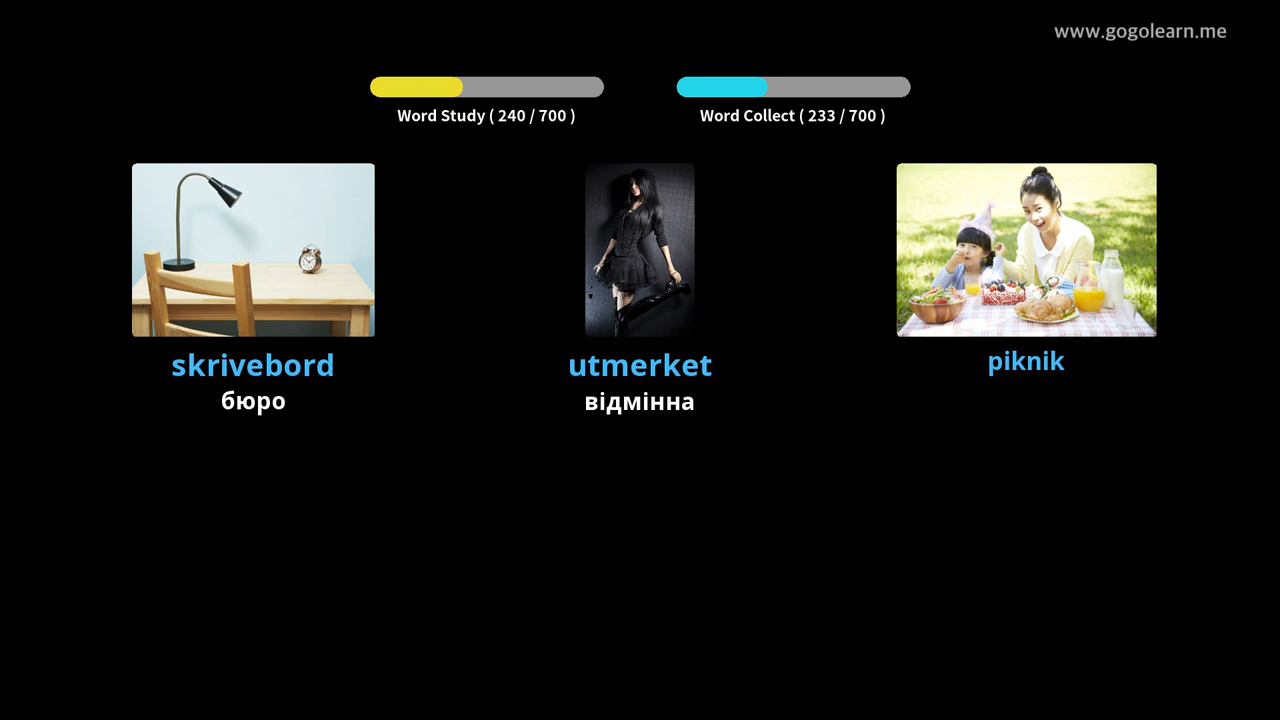 www.gogolearn.me
Word Study ( 240 / 700 )
Word Collect ( 233 / 700 )
skrivebord
бюро
utmerket
відмінна
piknik